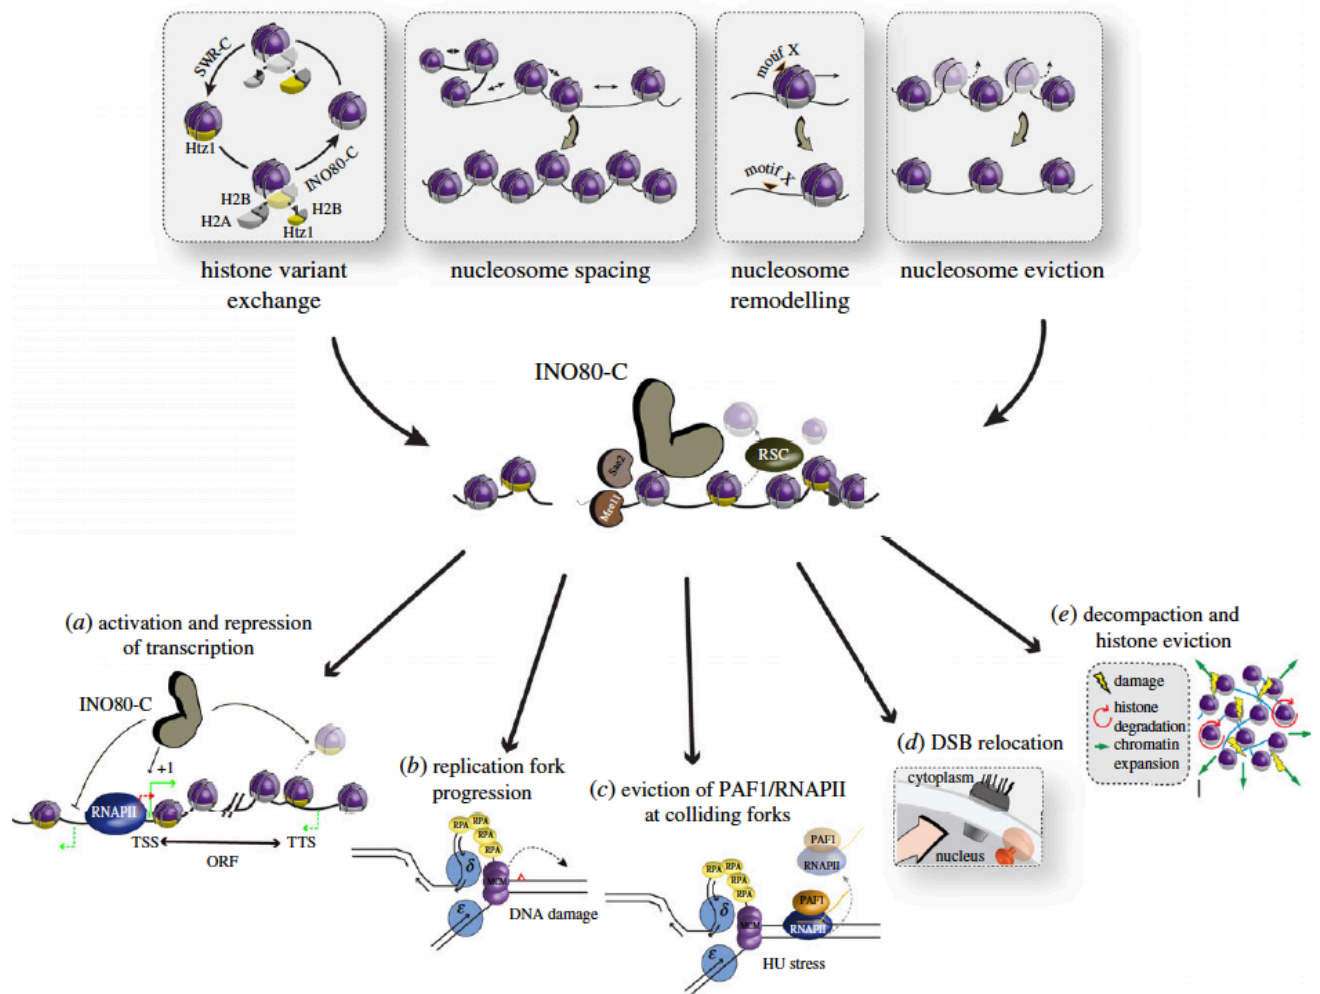 SWR-C
Htz1
INO80-C
H2B
H2A
H2B
Htz1
motif X
motif X
histone variant
exchange
nucleosome spacing
nucleosome
remodelling
nucleosome eviction
INO80-C
RSC
Sae2
Mre11
(a) activation and repression
of transcription
INO80-C
+1
RNAPII
TSS
TTS
ORF
(b) replication fork
progression
RPA
RPA
RPA
RPA
δ
MCM
ε
DNA damage
(c) eviction of PAF1/RNAPII
at colliding forks
PAF1
RNAPII
RPA
RPA
RPA
RPA
δ
PAF1
MCM
RNAPII
ε
HU stress
(d) DSB relocation
cytoplasm
nucleus
(e) decompaction and
histone eviction
damage
histone
degradation
chromatin
expansion